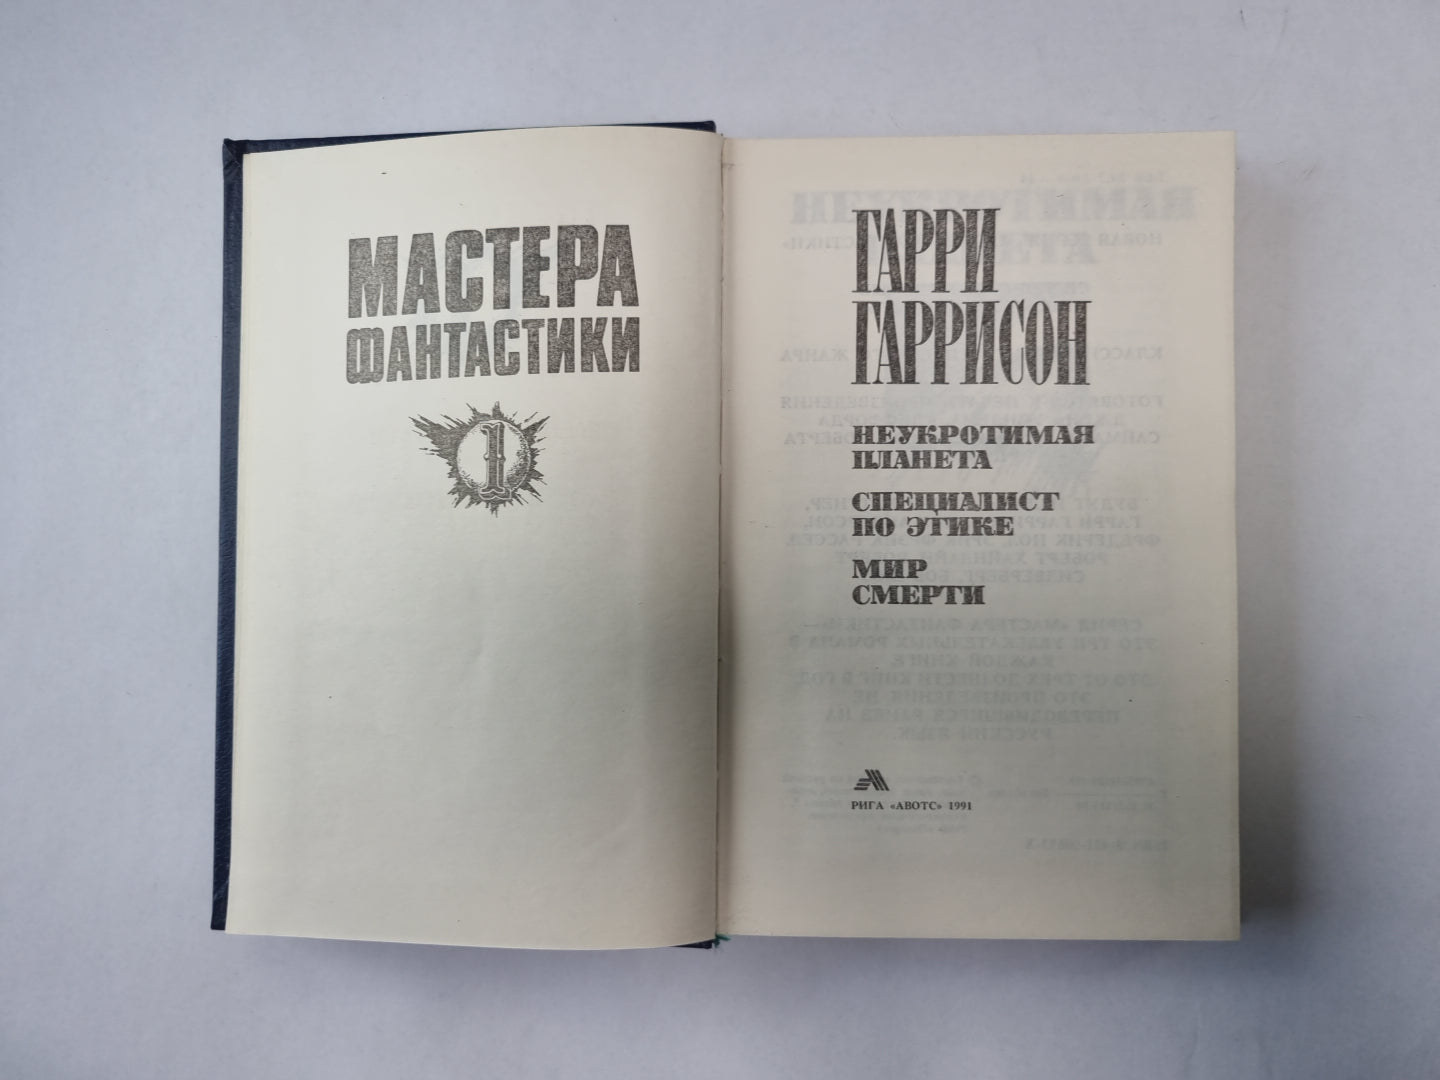 МАСТЕРА
ФАНТАСТИКИ
1
ГАРРИ
ГАРРИСОН
НЕУКРОТИМАЯ
ПЛАНЕТА
СПЕЦИАЛИСТ
ПО ЭТИКЕ
МИР
СМЕРТИ
РИГА «АВОТС» 1991